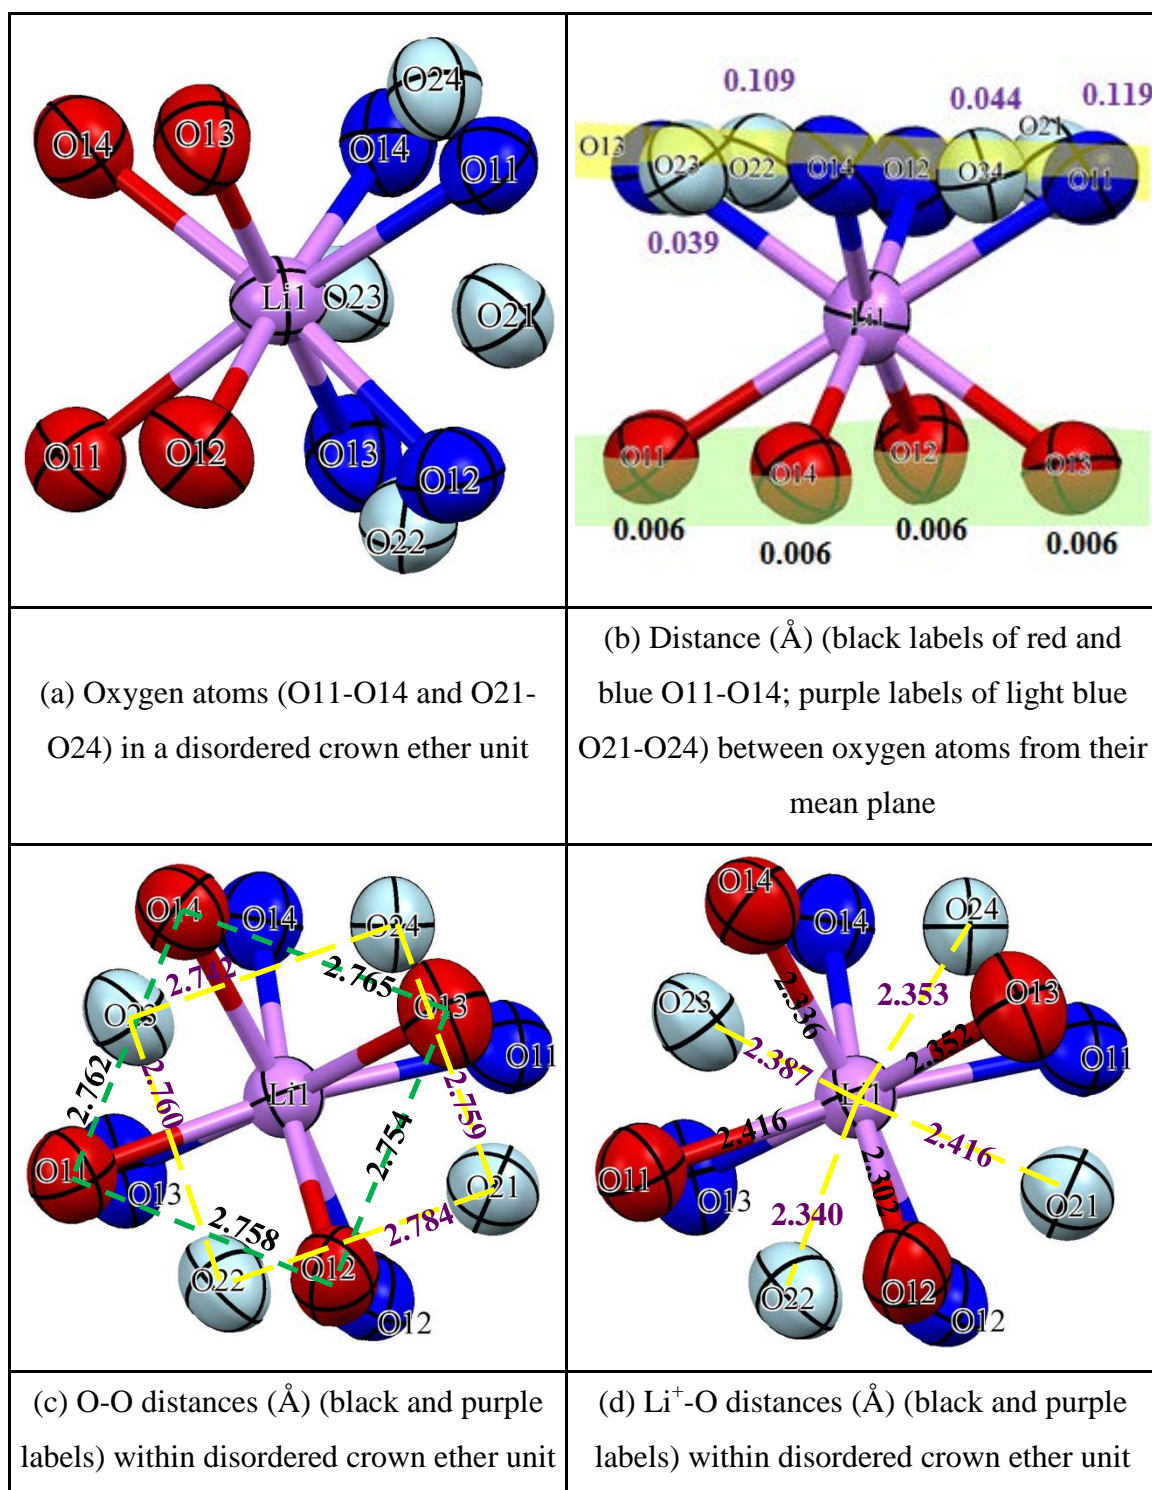 O24
O14
O13
O14
O11
Li1
O23
O21
O11
O12
O13
O12
O22
0.109
0.044
0.119
O21
O13
O23
O22
O14
O12
O24
O11
0.039
Li1
O11
O14
O12
O13
0.006
0.006
0.006
0.006
(a) Oxygen atoms (O11-O14 and O21-
O24) in a disordered crown ether unit
(b) Distance (Å) (black labels of red and
blue O11-O14; purple labels of light blue
O21-O24) between oxygen atoms from their
mean plane
O14
O14
O24
2.742
2.765
O23
O13
O11
2.762
2.760
Li1
2.759
2.754
O11
O13
O21
2.758
2.784
O22
O12
O12
O14
O14
O24
2.336
2.353
O23
O13
2.387
2.352
O11
Li1
2.416
2.416
O11
O13
2.302
O21
2.340
O22
O12
O12
(c) O-O distances (Å) (black and purple
labels) within disordered crown ether unit
(d) Li⁺-O distances (Å) (black and purple
labels) within disordered crown ether unit